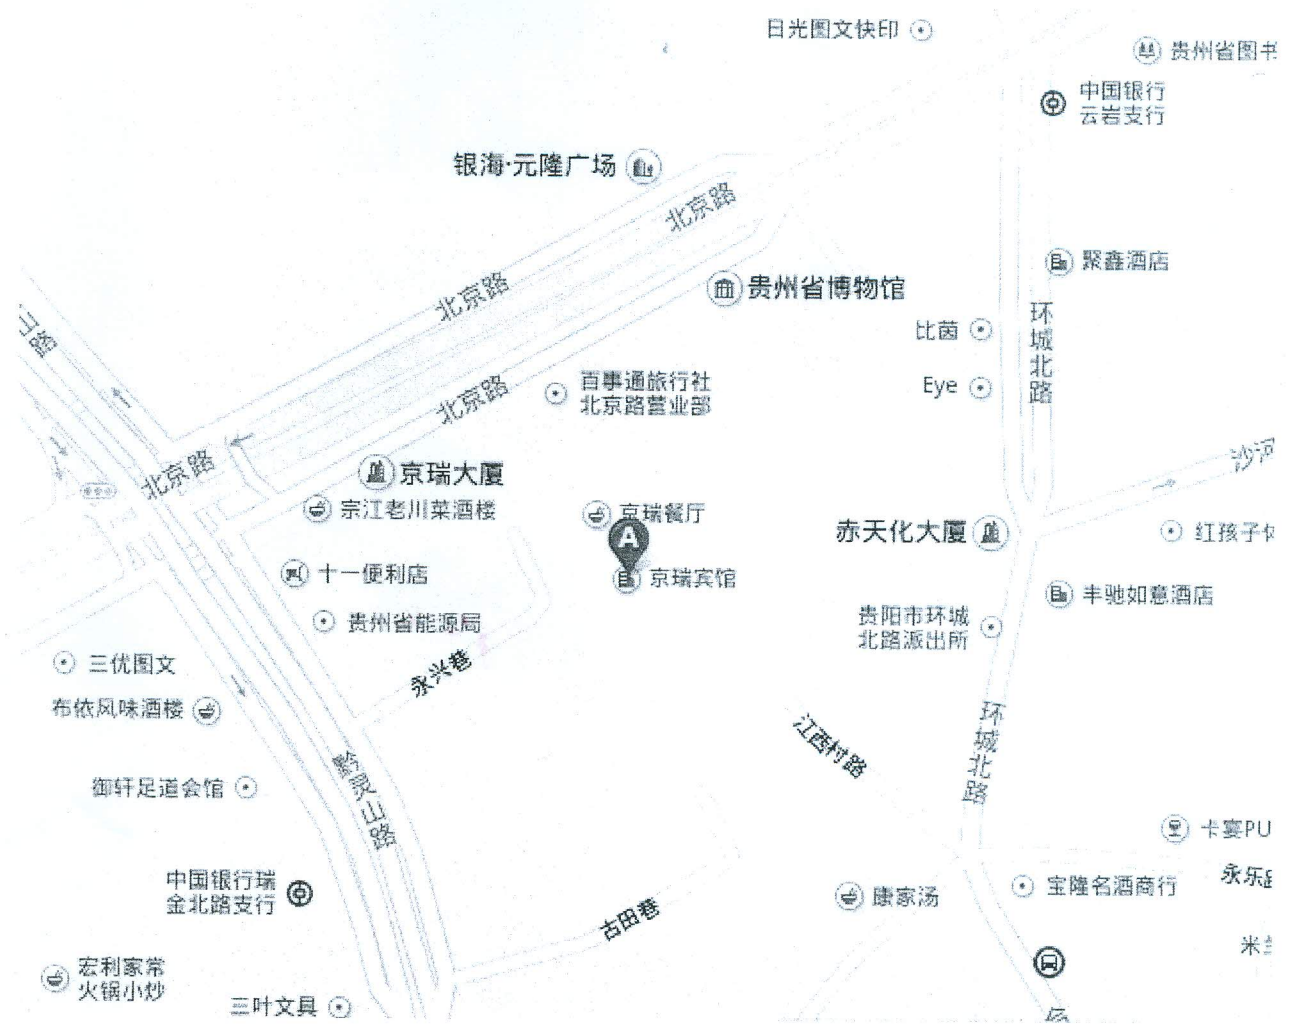 日光图文快印
贵州省图书
中国银行
云岩支行
银海·元隆广场
北京路
聚鑫酒店
贵州省博物馆
北京路
环城北路
比茵
Eye
百事通旅行社
北京路营业部
北京路
北京路
京瑞大厦
沙河
宗江老川菜酒楼
京瑞餐厅
A
赤天化大厦
红孩子
十一便利店
京瑞宾馆
丰驰如意酒店
贵州省能源局
贵阳市环城
北路派出所
三优图文
永兴巷
布依风味酒楼
环城北路
江西村路
御轩足道会馆
黔灵山路
卡宴PU
中国银行瑞
金北路支行
康家汤
宝隆名酒商行
永乐
古田巷
米
宏利家常
火锅小炒
三叶文具